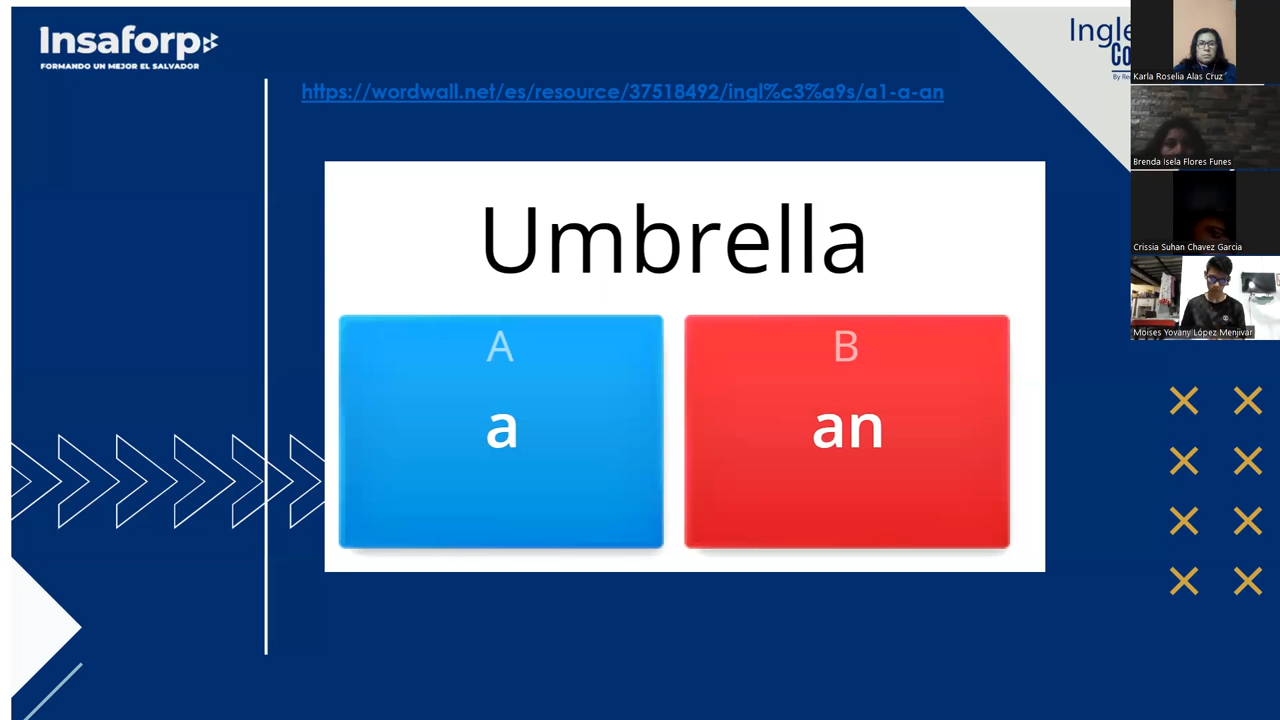 Insaforp
FORMANDO UN MEJOR EL SALVADOR
https://wordwall.net/es/resource/37518492/ingl%c3%a9s/a1-a-an
Umbrella
A
a
B
an
Karla Roselia Alas Cruz
Brenda Isela Flores Funes
Crissia Suhan Chavez Garcia
Moises Yovany López Menjivar